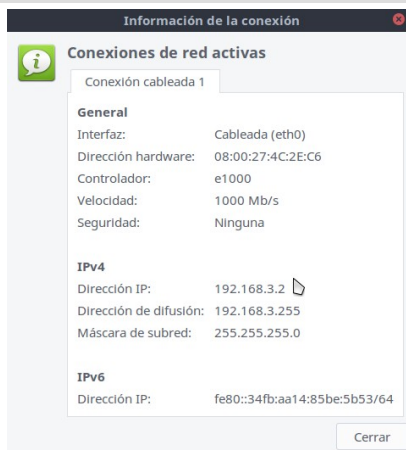 Información de la conexión
Conexiones de red activas
Conexión cableada 1
General
Interfaz: Cableada (eth0)
Dirección hardware: 08:00:27:4C:2E:C6
Controlador: e1000
Velocidad: 1000 Mb/s
Seguridad: Ninguna
IPv4
Dirección IP: 192.168.3.2
Dirección de difusión: 192.168.3.255
Máscara de subred: 255.255.255.0
IPv6
Dirección IP: fe80::34fb:aa14:85be:5b53/64
Cerrar